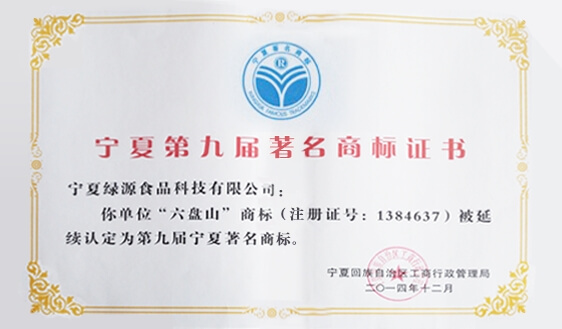 宁夏著名商标
R
NINGXIA FAMOUS TRADEMARKS
宁夏第九届著名商标证书
宁夏绿源食品科技有限公司：
你单位“六盘山”商标（注册证号：1384637）被延
续认定为第九届宁夏著名商标。
宁夏回族自治区工商行政管理局
二〇一四年十二月